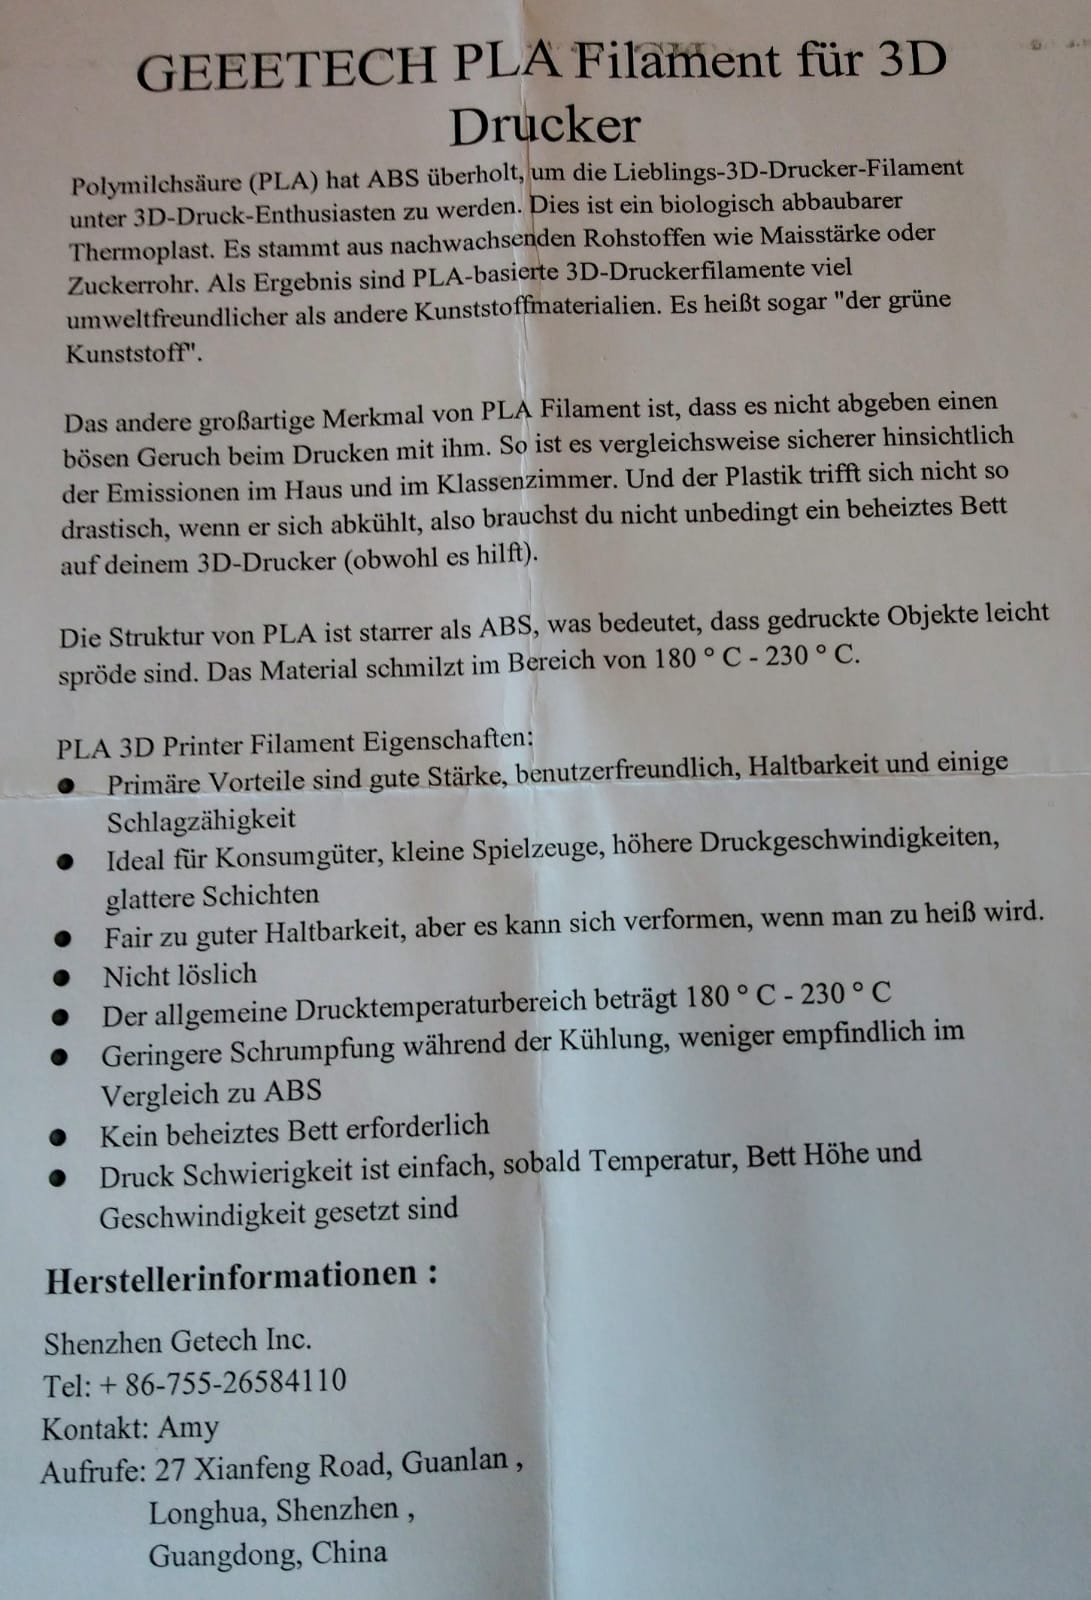 GEEETECH PLA Filament für 3D
Drucker
Polymilchsäure (PLA) hat ABS überholt, um die Lieblings-3D-Drucker-Filament
unter 3D-Druck-Enthusiasten zu werden. Dies ist ein biologisch abbaubarer
Thermoplast. Es stammt aus nachwachsenden Rohstoffen wie Maisstärke oder
Zuckerrohr. Als Ergebnis sind PLA-basierte 3D-Druckerfilamente viel
umweltfreundlicher als andere Kunststoffmaterialien. Es heißt sogar "der grüne
Kunststoff".
Das andere großartige Merkmal von PLA Filament ist, dass es nicht abgeben einen
bösen Geruch beim Drucken mit ihm. So ist es vergleichsweise sicherer hinsichtlich
der Emissionen im Haus und im Klassenzimmer. Und der Plastik trifft sich nicht so
drastisch, wenn er sich abkühlt, also brauchst du nicht unbedingt ein beheiztes Bett
auf deinem 3D-Drucker (obwohl es hilft).
Die Struktur von PLA ist starrer als ABS, was bedeutet, dass gedruckte Objekte leicht
spröde sind. Das Material schmilzt im Bereich von 180 ° C - 230 ° C.
PLA 3D Printer Filament Eigenschaften:
● Primäre Vorteile sind gute Stärke, benutzerfreundlich, Haltbarkeit und einige
Schlagzähigkeit
● Ideal für Konsumgüter, kleine Spielzeuge, höhere Druckgeschwindigkeiten,
glattere Schichten
● Fair zu guter Haltbarkeit, aber es kann sich verformen, wenn man zu heiß wird.
● Nicht löslich
● Der allgemeine Drucktemperaturbereich beträgt 180 ° C - 230 ° C
● Geringere Schrumpfung während der Kühlung, weniger empfindlich im
Vergleich zu ABS
● Kein beheiztes Bett erforderlich
● Druck Schwierigkeit ist einfach, sobald Temperatur, Bett Höhe und
Geschwindigkeit gesetzt sind
Herstellerinformationen :
Shenzhen Getech Inc.
Tel: + 86-755-26584110
Kontakt: Amy
Aufrufe: 27 Xianfeng Road, Guanlan ,
Longhua, Shenzhen ,
Guangdong, China